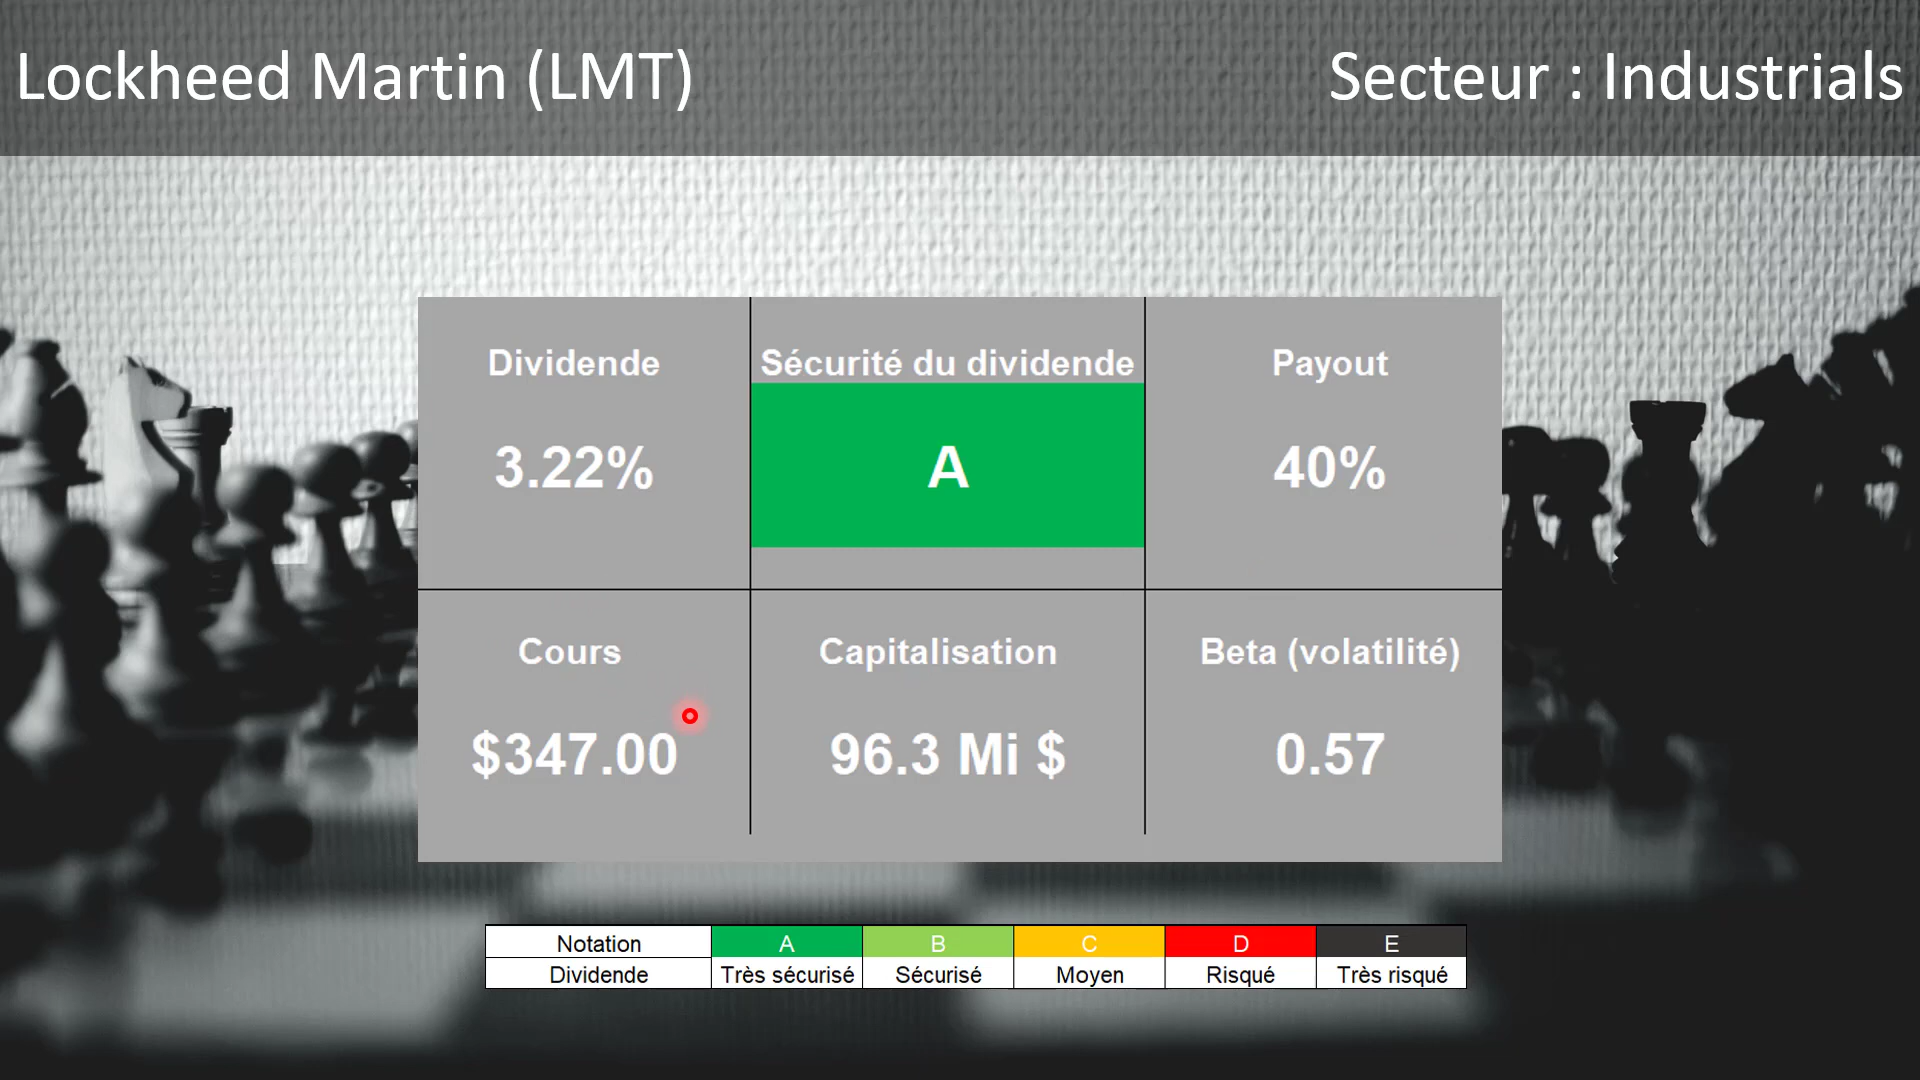 Lockheed Martin (LMT)
Secteur : Industrials
Dividende
Sécurité du dividende
Payout
3.22%
A
40%
Cours
Capitalisation
Beta (volatilité)
$347.00
96.3 Mi $
0.57
Notation A B C D E
Dividende Très sécurisé Sécurisé Moyen Risqué Très risqué